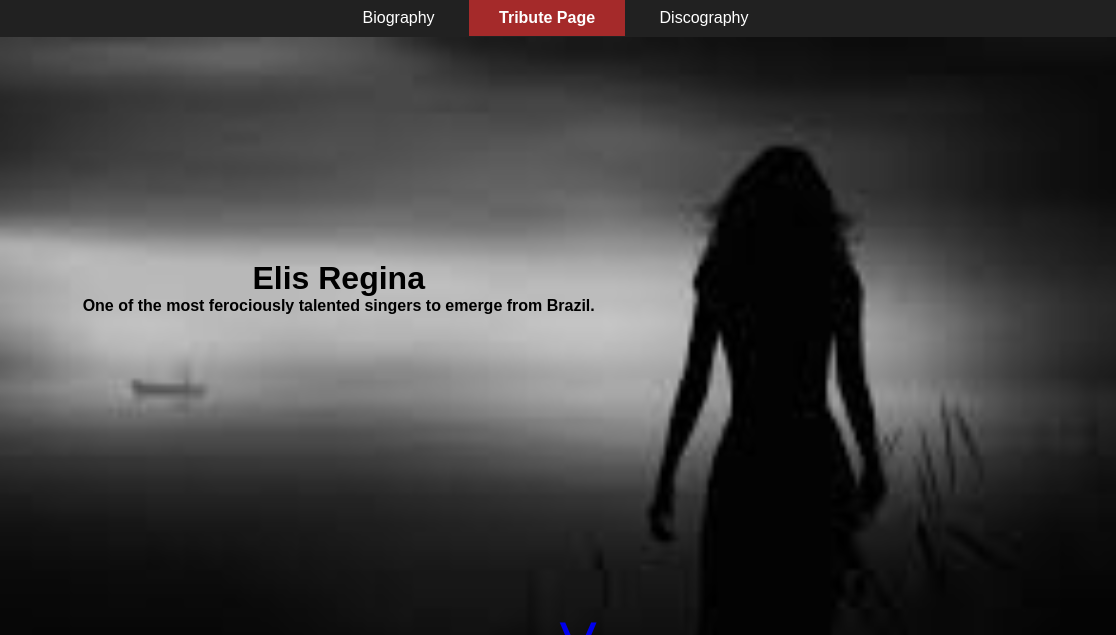 Biography Tribute Page Discography
Elis Regina
One of the most ferociously talented singers to emerge from Brazil.